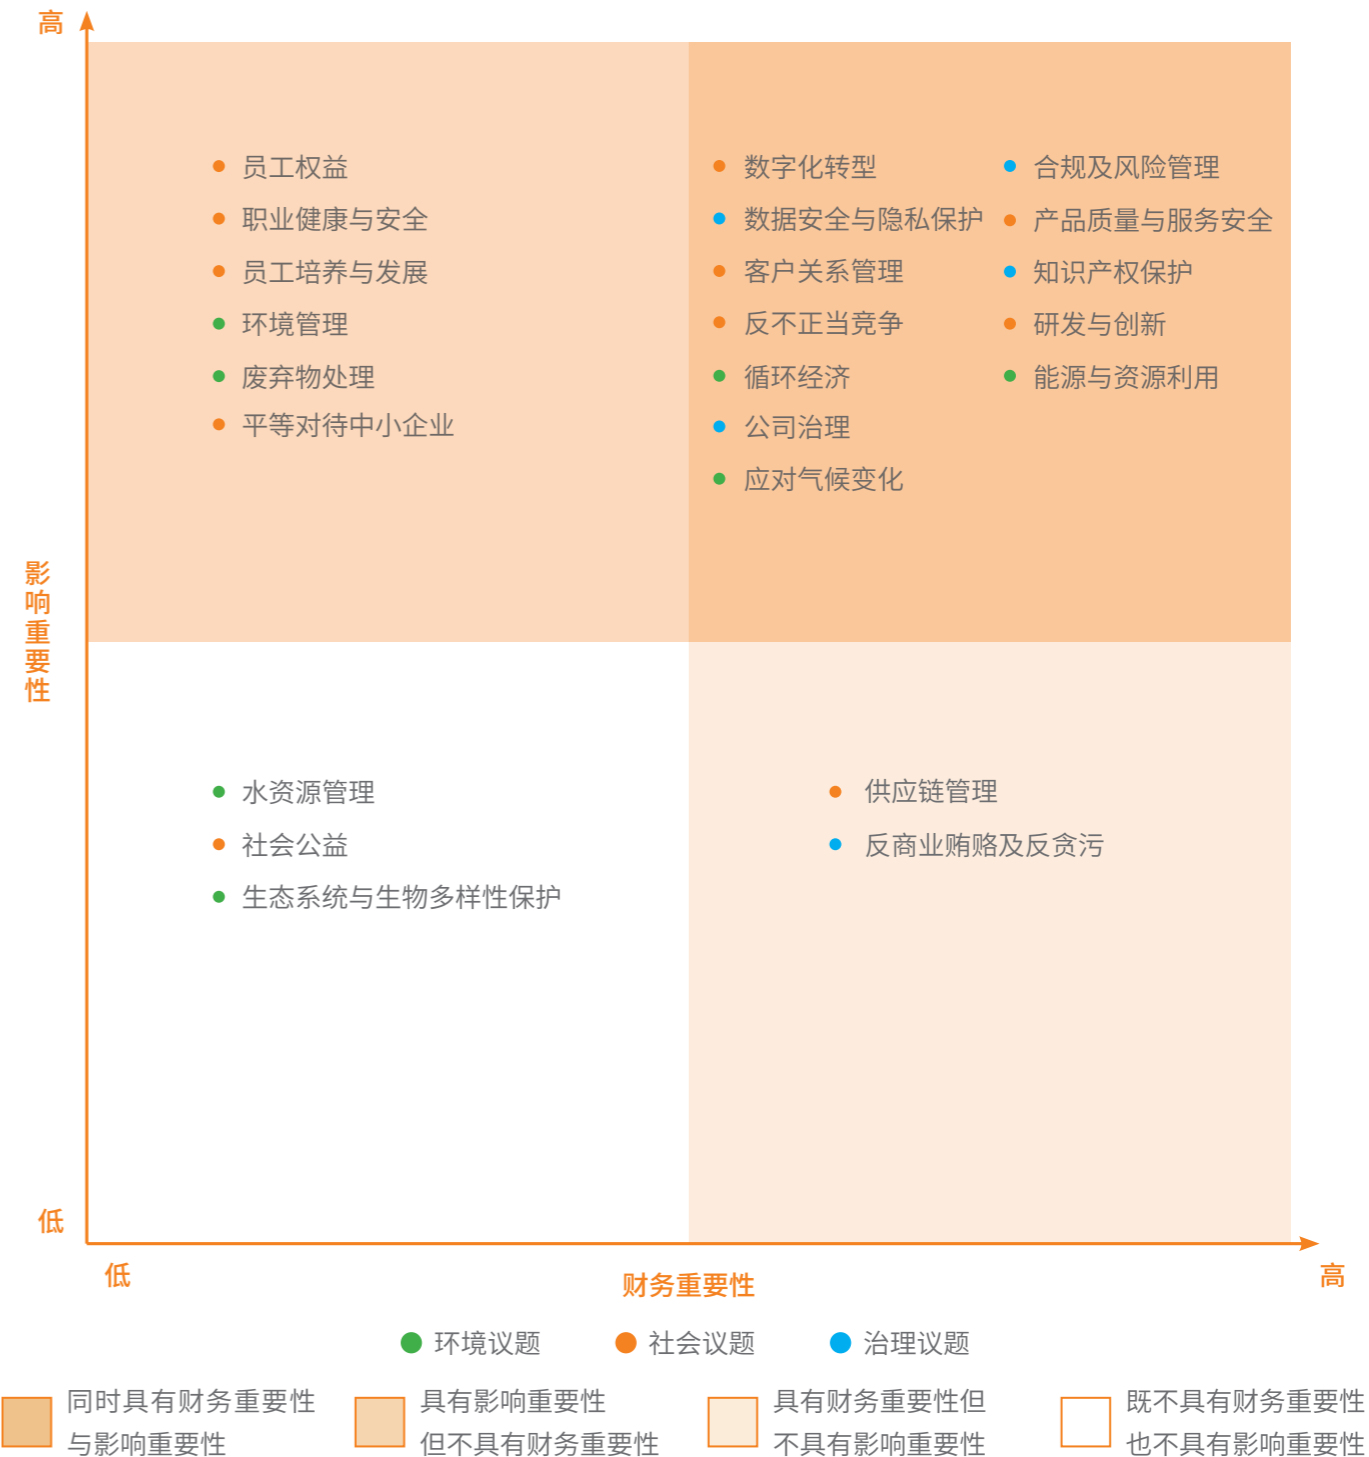 高
员工权益
职业健康与安全
员工培养与发展
环境管理
废弃物处理
平等对待中小企业
数字化转型
数据安全与隐私保护
客户关系管理
反不正当竞争
循环经济
公司治理
应对气候变化
合规及风险管理
产品质量与服务安全
知识产权保护
研发与创新
能源与资源利用
影响重要性
水资源管理
社会公益
生态系统与生物多样性保护
供应链管理
反商业贿赂及反贪污
低
低
财务重要性
高
环境议题
社会议题
治理议题
同时具有财务重要性
与影响重要性
具有影响重要性
但不具有财务重要性
具有财务重要性但
不具有影响重要性
既不具有财务重要性
也不具有影响重要性